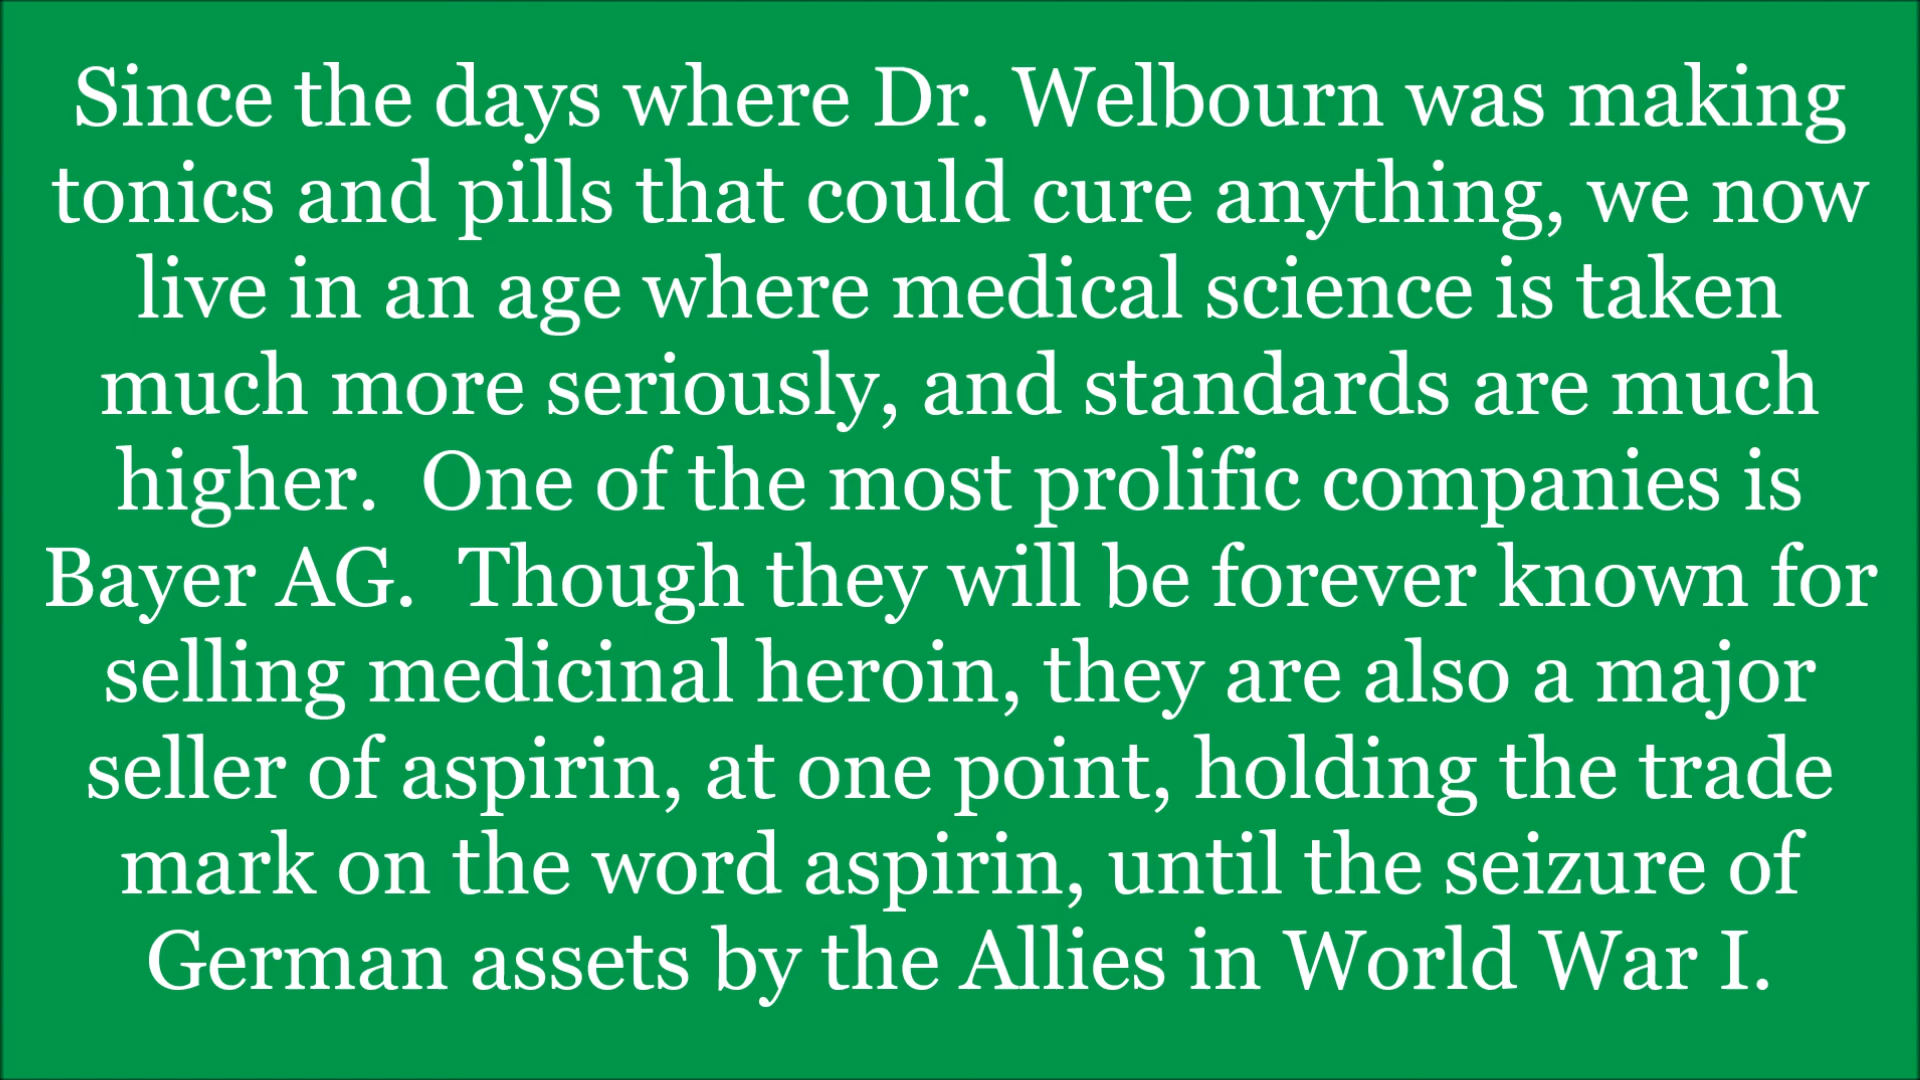 Since the days where Dr. Welbourn was making
tonics and pills that could cure anything, we now
live in an age where medical science is taken
much more seriously, and standards are much
higher.  One of the most prolific companies is
Bayer AG.  Though they will be forever known for
selling medicinal heroin, they are also a major
seller of aspirin, at one point, holding the trade
mark on the word aspirin, until the seizure of
German assets by the Allies in World War I.